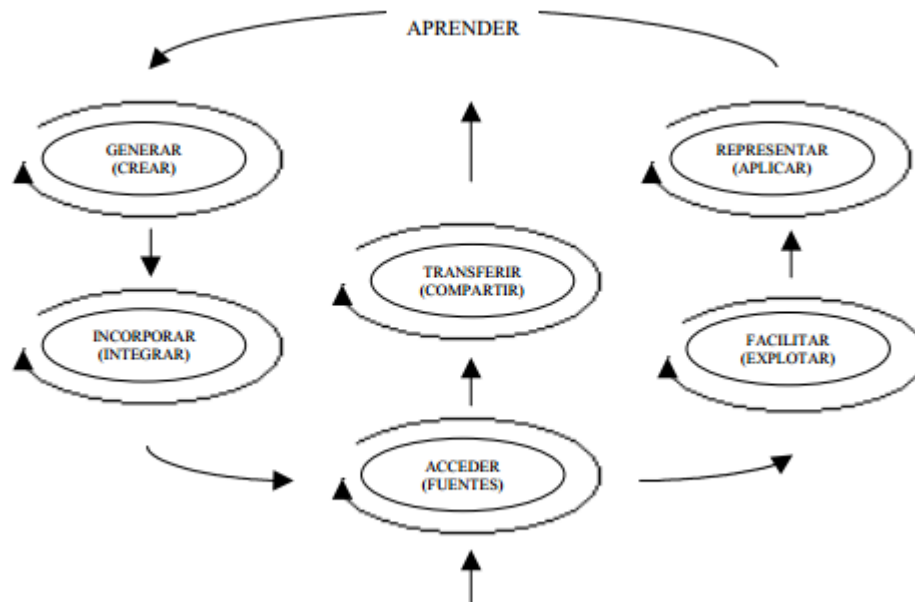 APRENDER
GENERAR
(CREAR)
REPRESENTAR
(APLICAR)
TRANSFERIR
(COMPARTIR)
INCORPORAR
(INTEGRAR)
FACILITAR
(EXPLOTAR)
ACCEDER
(FUENTES)